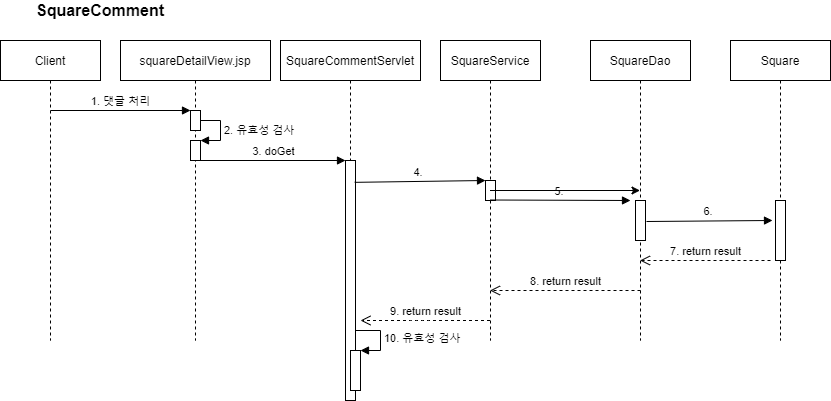 SquareComment
Client
squareDetailView.jsp
SquareCommentServlet
SquareService
SquareDao
Square
1. 댓글 처리
2. 유효성 검사
3. doGet
4.
5.
6.
7. return result
8. return result
9. return result
10. 유효성 검사